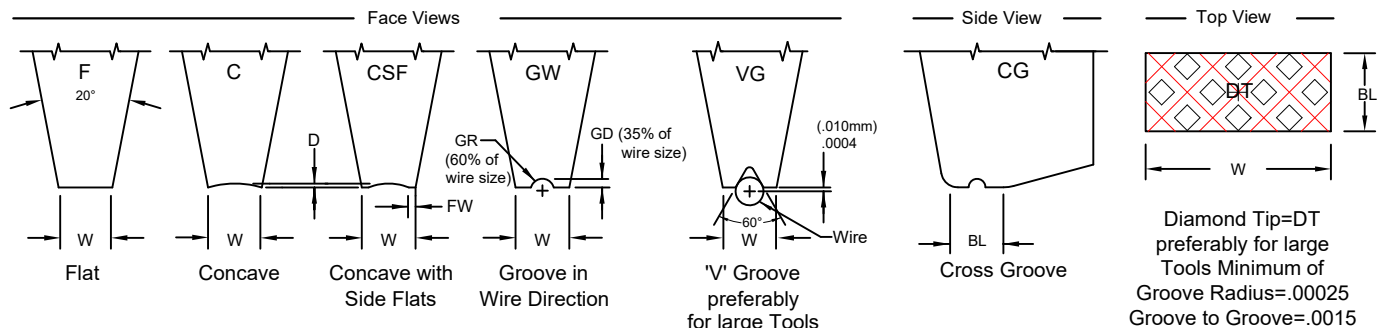 Face Views
Side View
Top View
F
20°
C
CSF
GW
VG
CG
DT
D
GR
(60% of
wire size)
GD (35% of
wire size)
(.010mm)
.0004
BL
FW
60°
Wire
W
W
W
W
W
BL
W
Flat
Concave
Concave with
Side Flats
Groove in
Wire Direction
'V' Groove
preferably
for large Tools
Cross Groove
Diamond Tip=DT
preferably for large
Tools Minimum of
Groove Radius=.00025
Groove to Groove=.0015